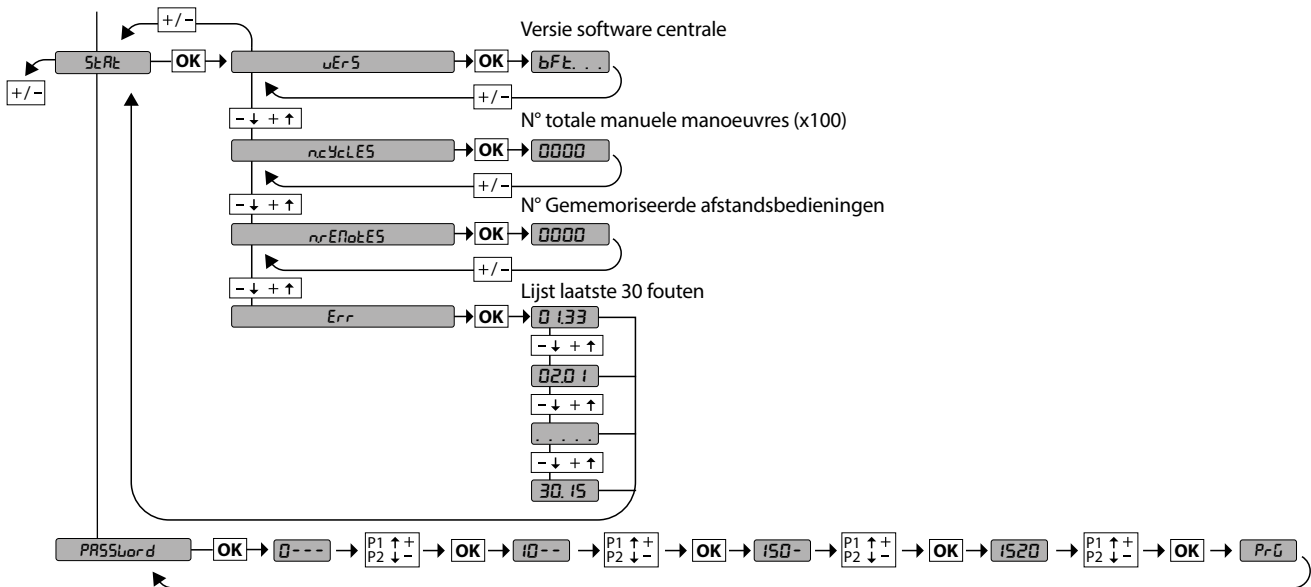 +/-
Versie software centrale
StAt OK vErS OK bFt. . .
+/-
+/-
- ↓ + ↑
N° totale manuele manoeuvres (x100)
n.cYcLES OK 0000
+/-
- ↓ + ↑
N° Gememoriseerde afstandsbedieningen
n.rEMotES OK 0000
+/-
- ↓ + ↑
Lijst laatste 30 fouten
Err OK 01.33
- ↓ + ↑
02.01
- ↓ + ↑
. . . . .
- ↓ + ↑
30.15
PASSword OK 0--- P1 ↑ + P2 ↓ - OK 10-- P1 ↑ + P2 ↓ - OK 150- P1 ↑ + P2 ↓ - OK 1520 P1 ↑ + P2 ↓ - OK PrG